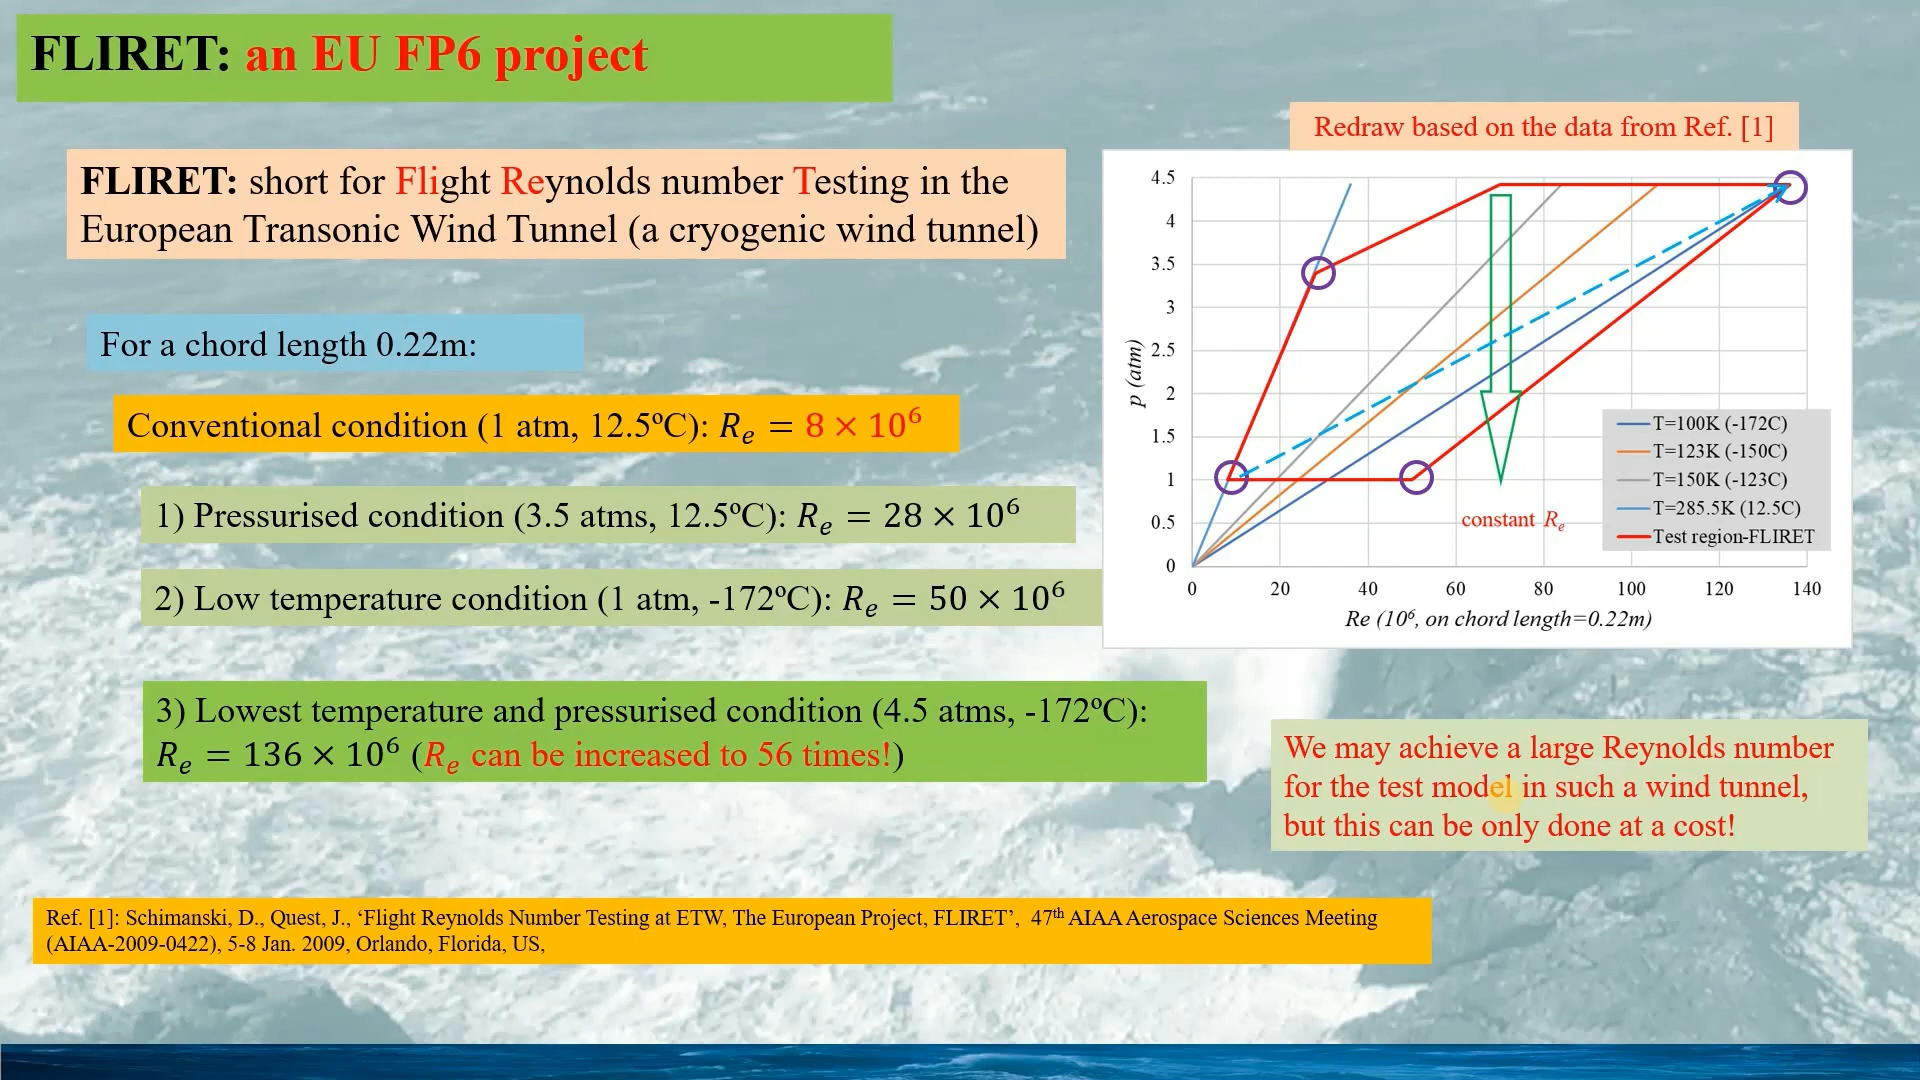 FLIRET: an EU FP6 project
Redraw based on the data from Ref. [1]
FLIRET: short for Flight Reynolds number Testing in the
European Transonic Wind Tunnel (a cryogenic wind tunnel)
For a chord length 0.22m:
Conventional condition (1 atm, 12.5ºC): Rₑ = 8 × 10⁶
1) Pressurised condition (3.5 atms, 12.5ºC): Rₑ = 28 × 10⁶
2) Low temperature condition (1 atm, -172ºC): Rₑ = 50 × 10⁶
3) Lowest temperature and pressurised condition (4.5 atms, -172ºC):
Rₑ = 136 × 10⁶ (Rₑ can be increased to 56 times!)
4.5
4
3.5
3
2.5
2
1.5
1
0.5
0
p (atm)
T=100K (-172C)
T=123K (-150C)
T=150K (-123C)
T=285.5K (12.5C)
Test region-FLIRET
constant Rₑ
0 20 40 60 80 100 120 140
Re (10⁶, on chord length=0.22m)
We may achieve a large Reynolds number
for the test model in such a wind tunnel,
but this can be only done at a cost!
Ref. [1]: Schimanski, D., Quest, J., ‘Flight Reynolds Number Testing at ETW, The European Project, FLIRET’, 47th AIAA Aerospace Sciences Meeting
(AIAA-2009-0422), 5-8 Jan. 2009, Orlando, Florida, US,